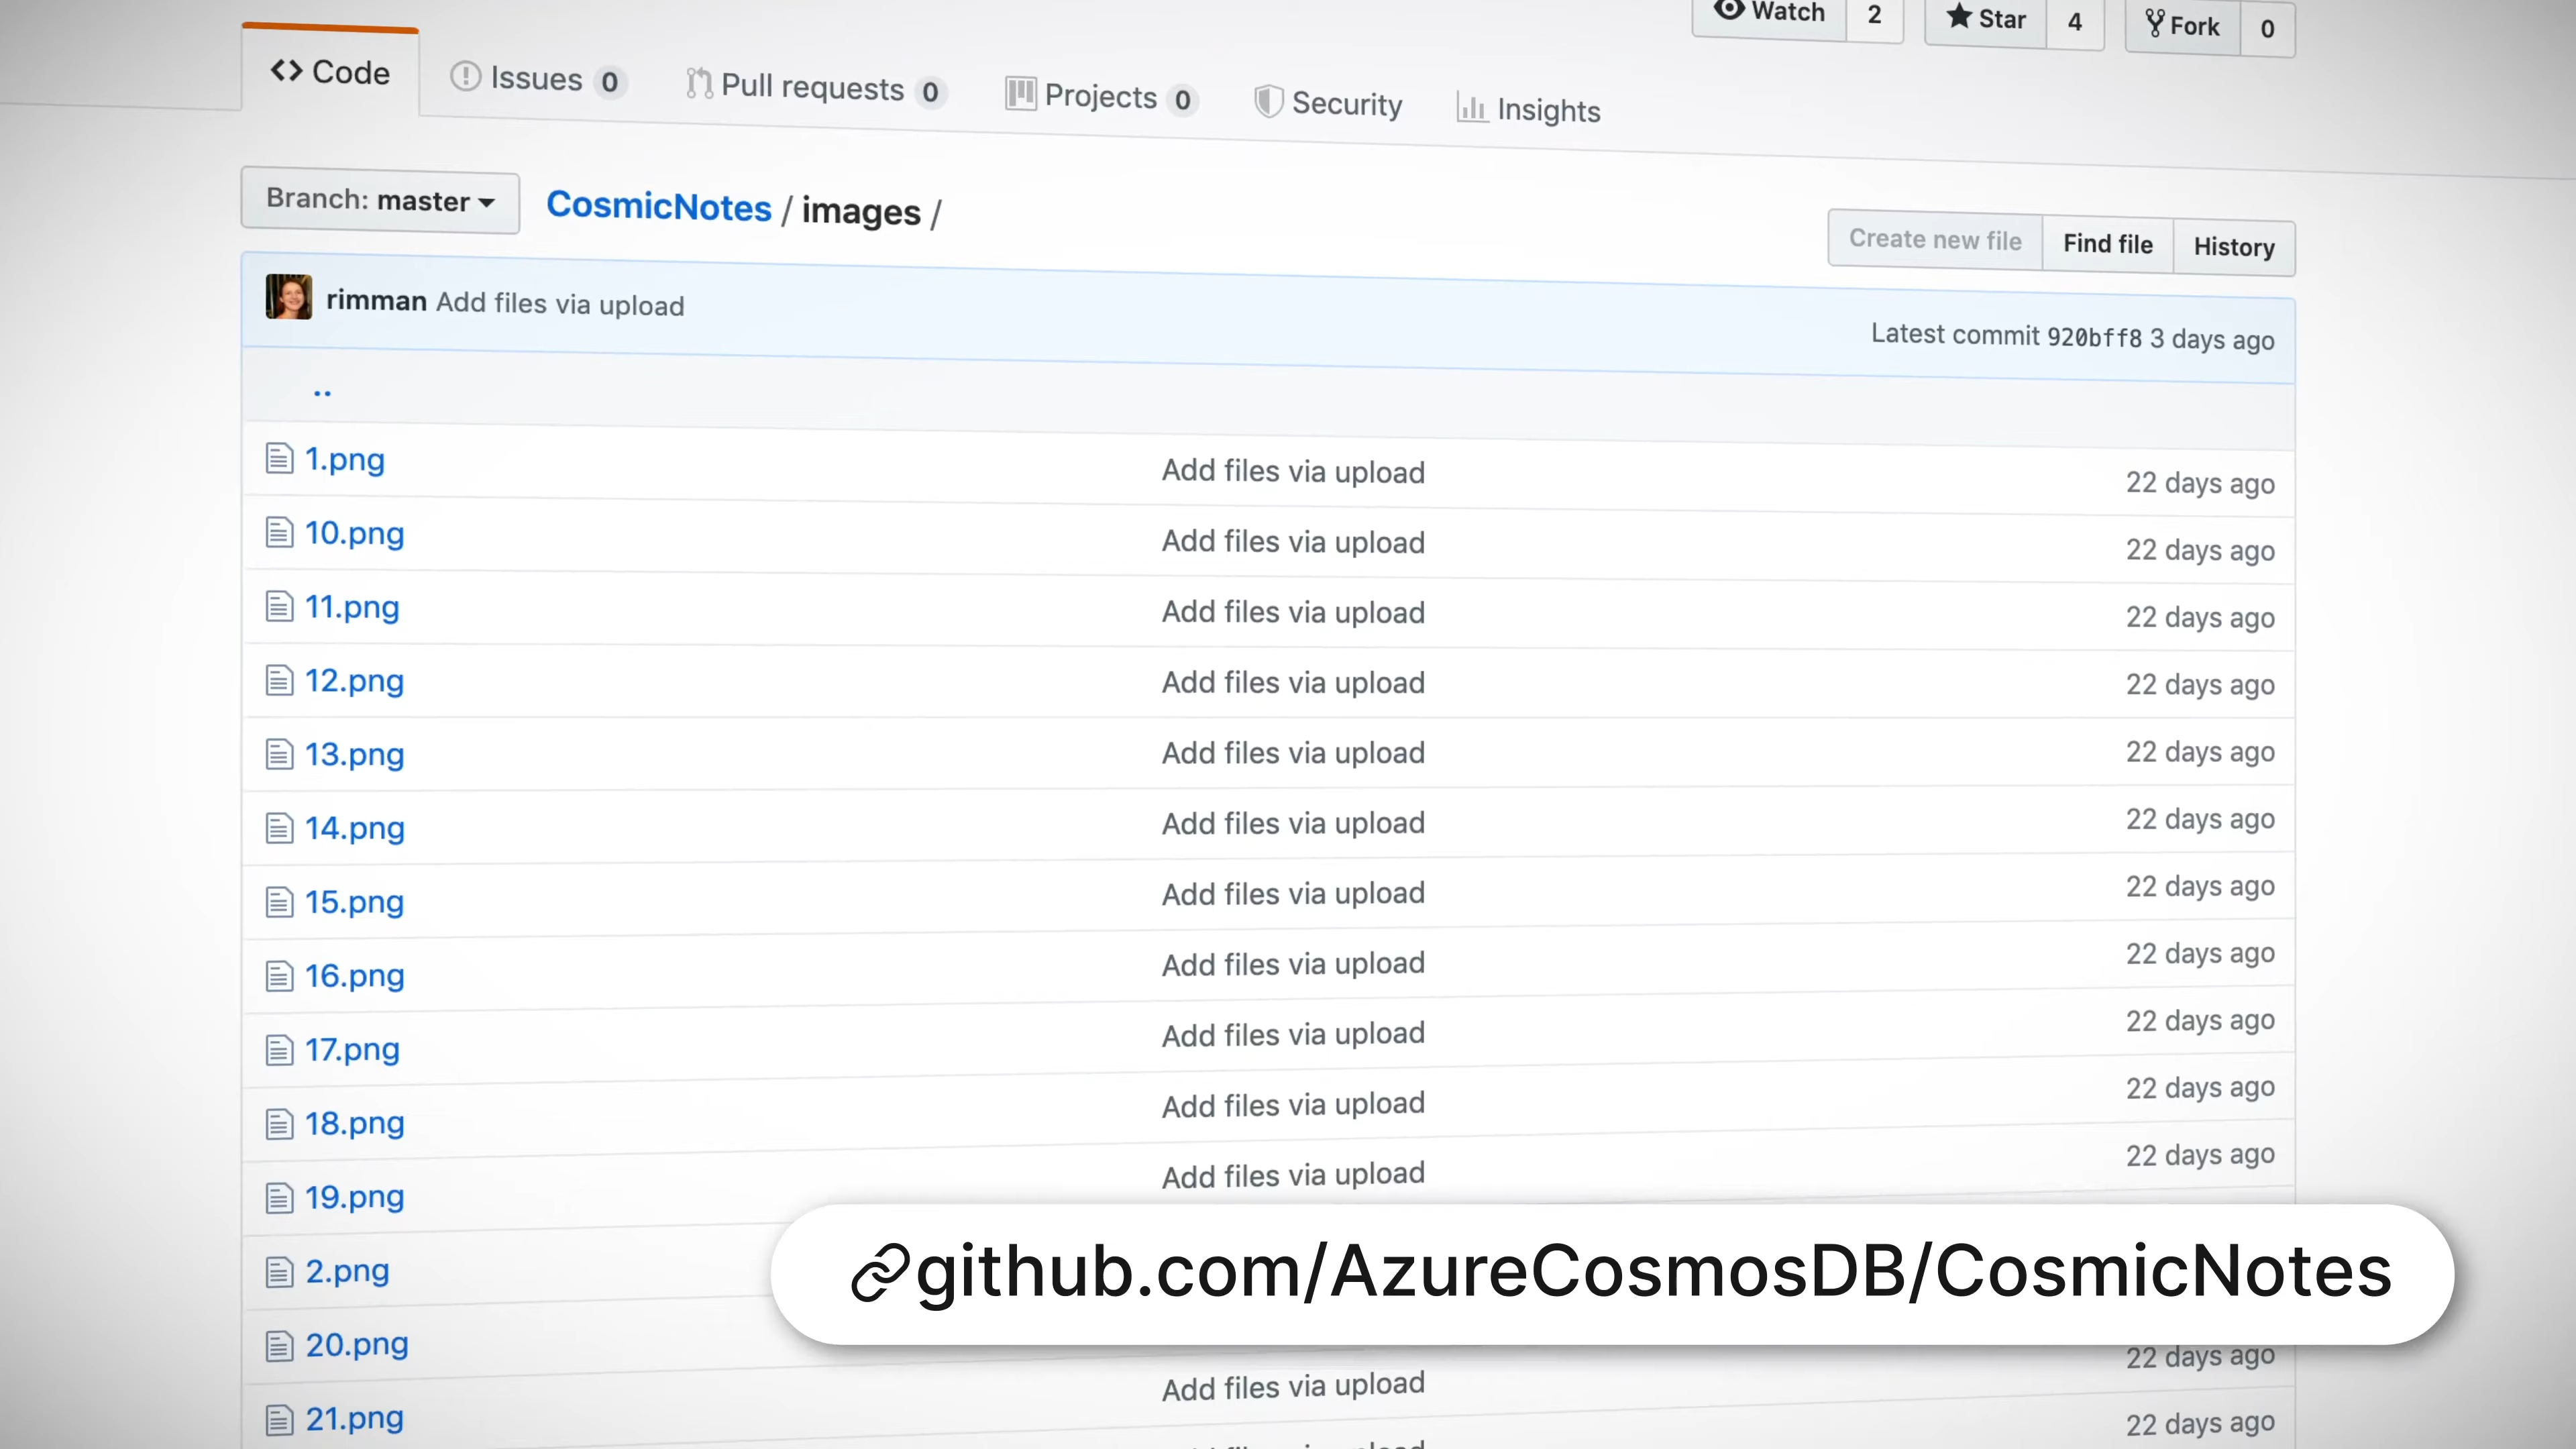 Watch 2 Star 4 Fork 0
Code Issues 0 Pull requests 0 Projects 0 Security Insights
Branch: master CosmicNotes / images / Create new file Find file History
rimman Add files via upload Latest commit 920bff8 3 days ago
..
1.png Add files via upload 22 days ago
10.png Add files via upload 22 days ago
11.png Add files via upload 22 days ago
12.png Add files via upload 22 days ago
13.png Add files via upload 22 days ago
14.png Add files via upload 22 days ago
15.png Add files via upload 22 days ago
16.png Add files via upload 22 days ago
17.png Add files via upload 22 days ago
18.png Add files via upload 22 days ago
19.png Add files via upload 22 days ago
2.png
github.com/AzureCosmosDB/CosmicNotes
20.png Add files via upload 22 days ago
21.png 22 days ago